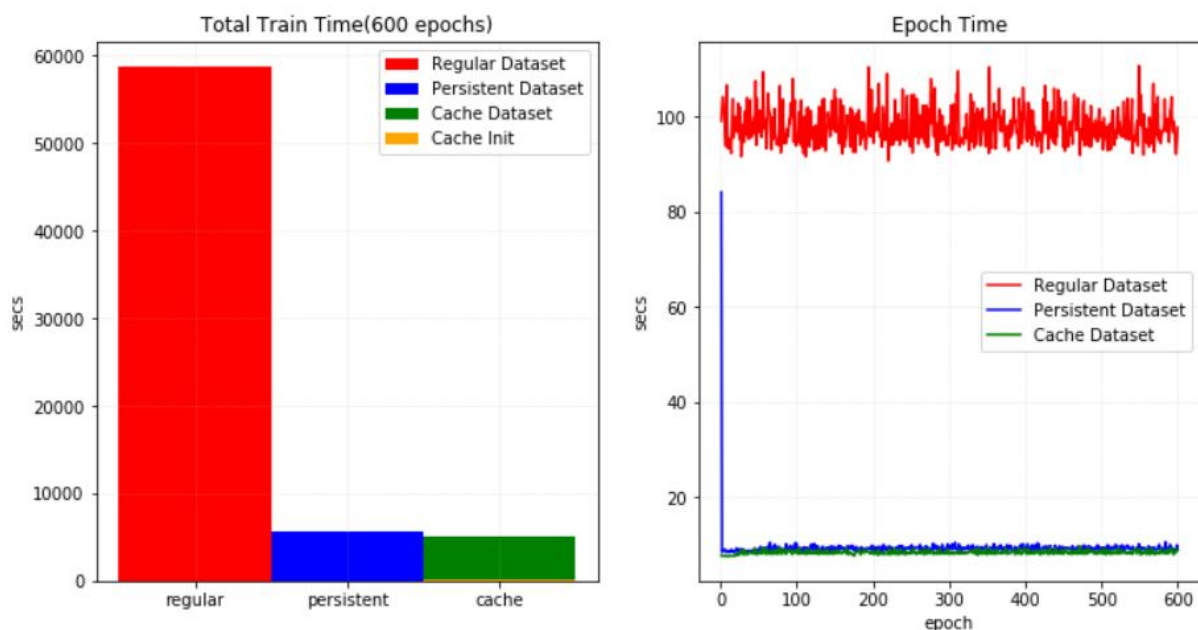 Total Train Time(600 epochs)
60000
50000
40000
30000
20000
10000
0
secs
regular
persistent
cache
Regular Dataset
Persistent Dataset
Cache Dataset
Cache Init
Epoch Time
100
80
60
40
20
secs
0
100
200
300
400
500
600
epoch
Regular Dataset
Persistent Dataset
Cache Dataset